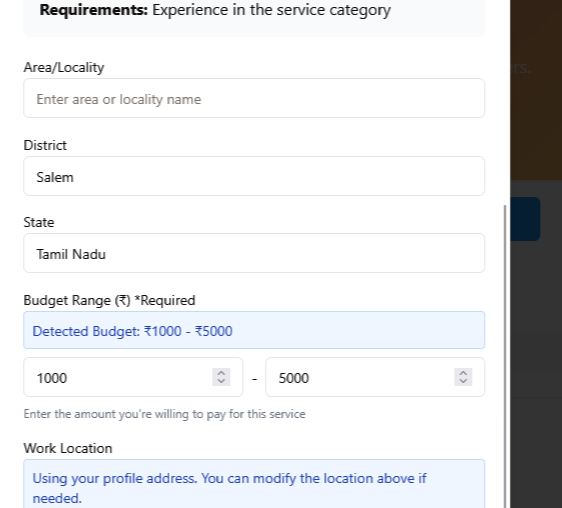 Requirements: Experience in the service category
rs.
Area/Locality
Enter area or locality name
District
Salem
State
Tamil Nadu
Budget Range (₹) *Required
Detected Budget: ₹1000 - ₹5000
1000 - 5000
Enter the amount you're willing to pay for this service
Work Location
Using your profile address. You can modify the location above if
needed.